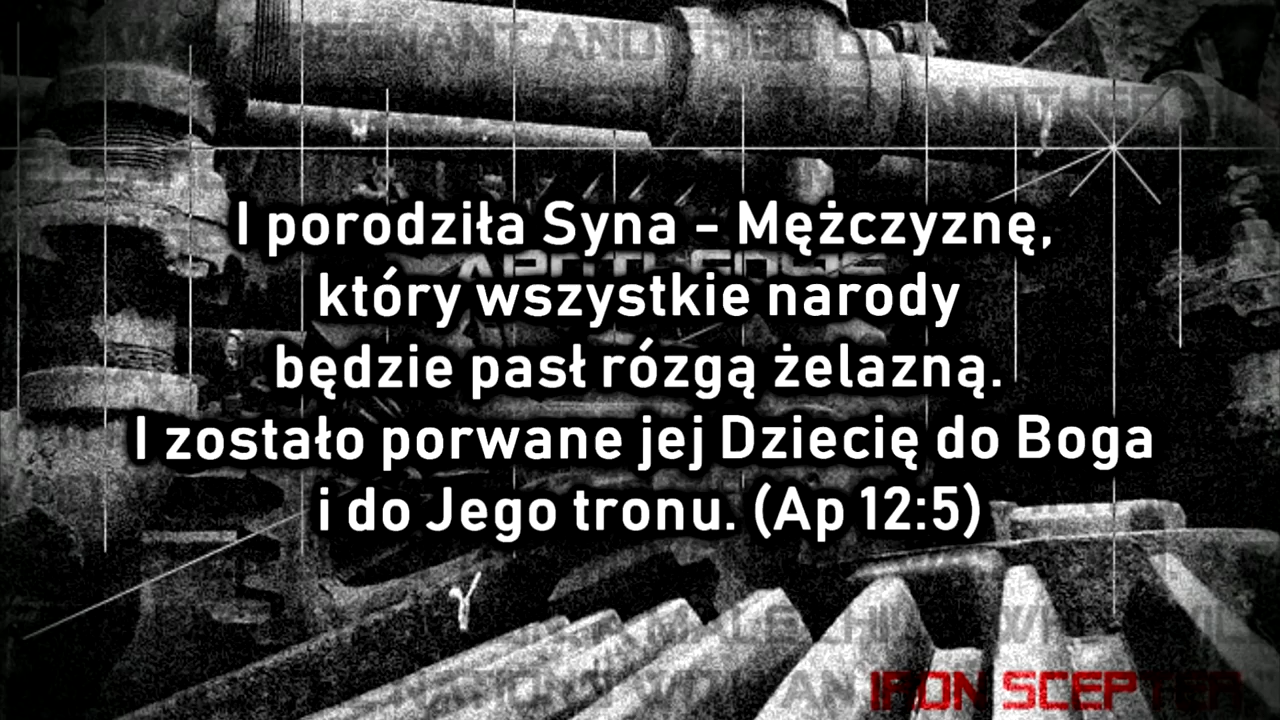 I porodziła Syna - Mężczyznę,
który wszystkie narody
będzie pasł rózgą żelazną.
I zostało porwane jej Dziecię do Boga
i do Jego tronu. (Ap 12:5)
IRON SCEPTER